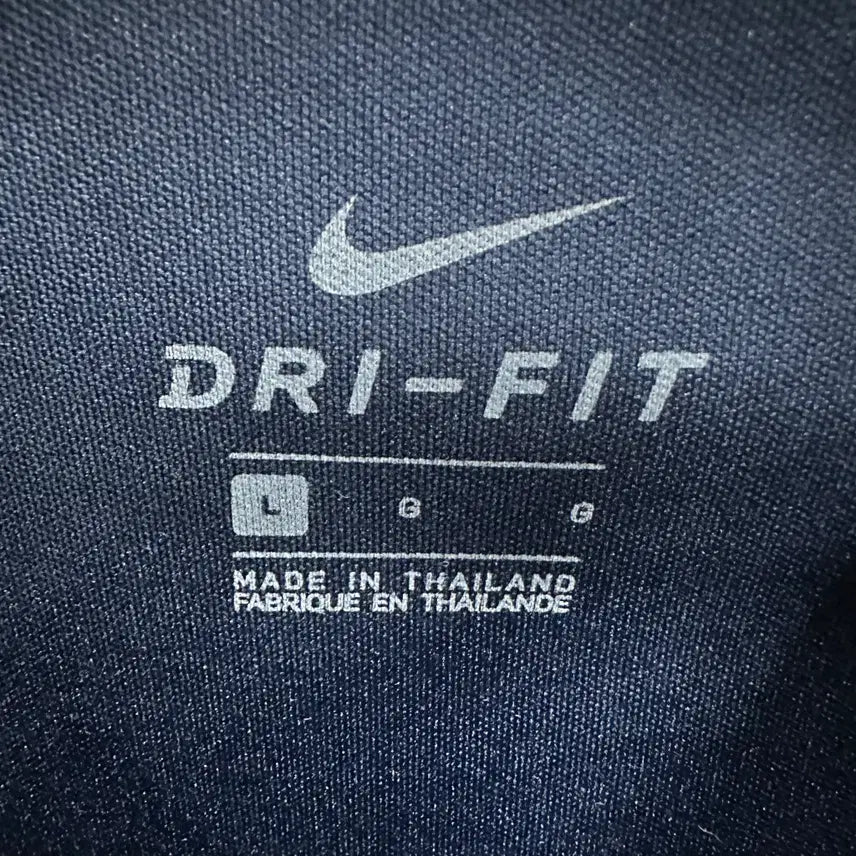 DRI-FIT
L G G
MADE IN THAILAND
FABRIQUE EN THAILANDE